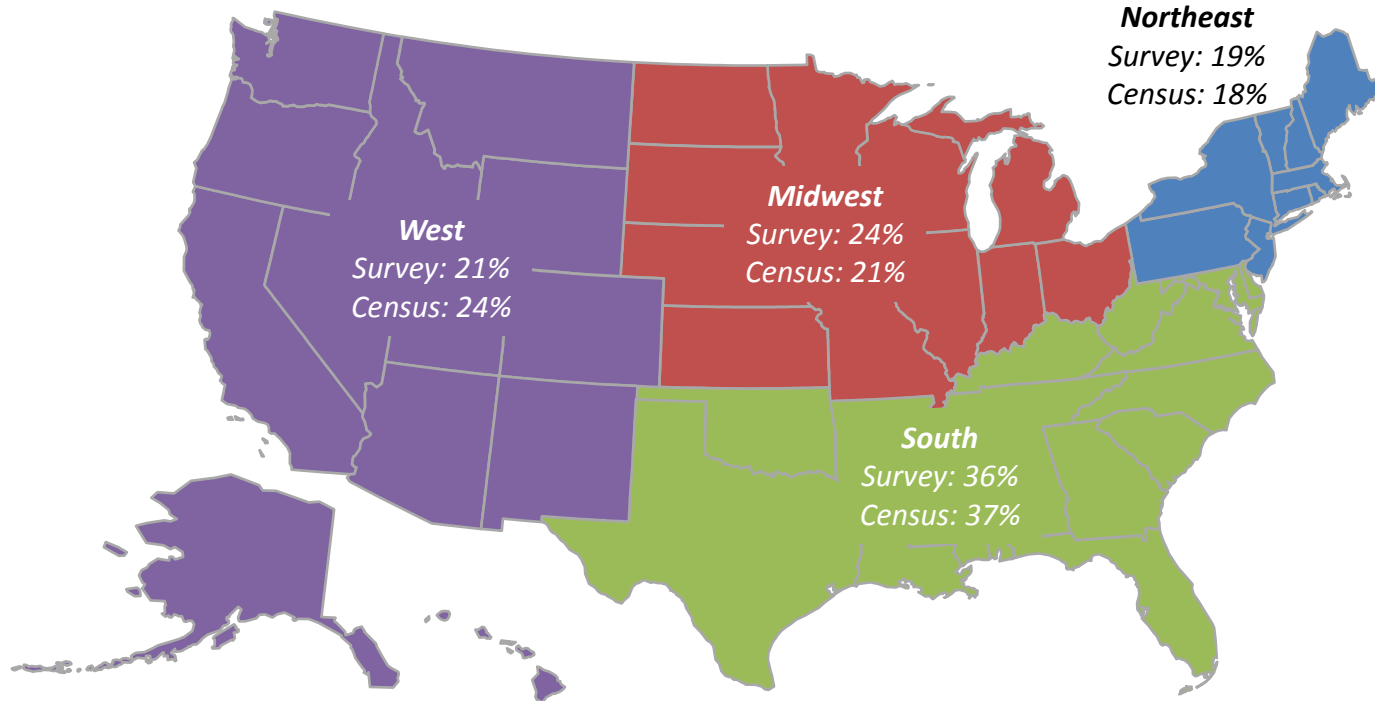 Northeast
Survey: 19%
Census: 18%
Midwest
Survey: 24%
Census: 21%
West
Survey: 21%
Census: 24%
South
Survey: 36%
Census: 37%